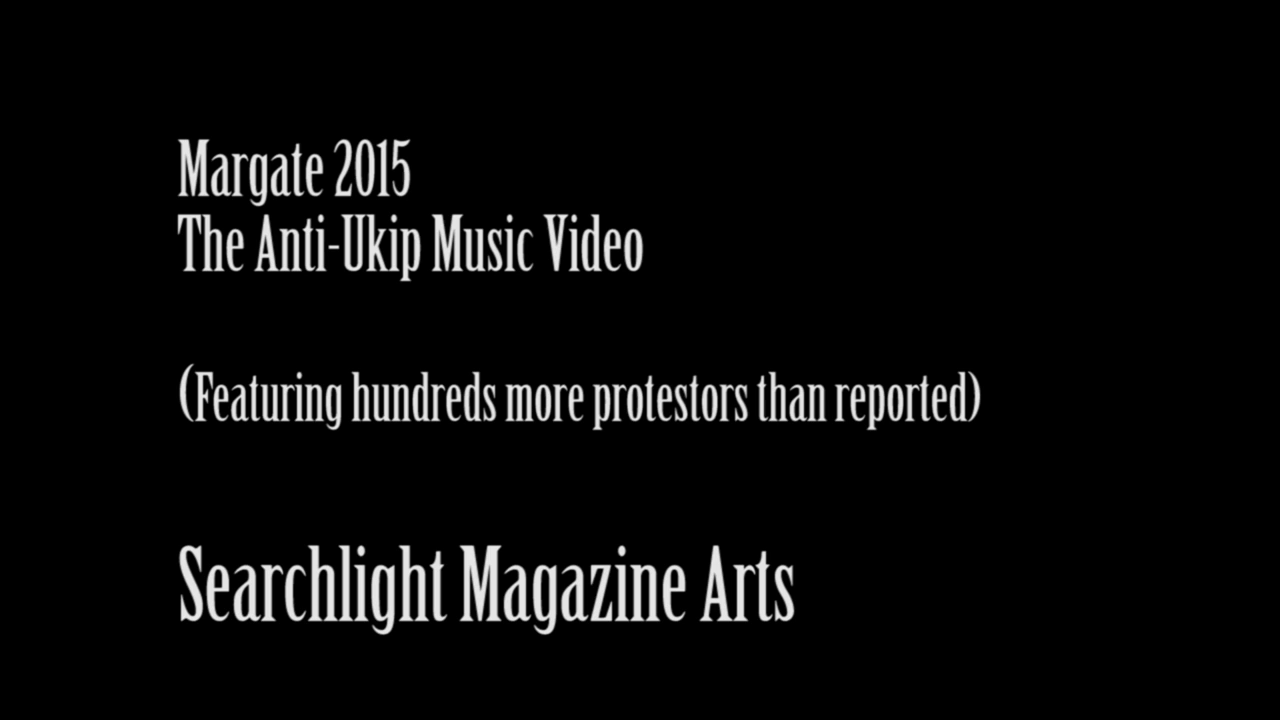 Margate 2015
The Anti-Ukip Music Video
(Featuring hundreds more protestors than reported)
Searchlight Magazine Arts